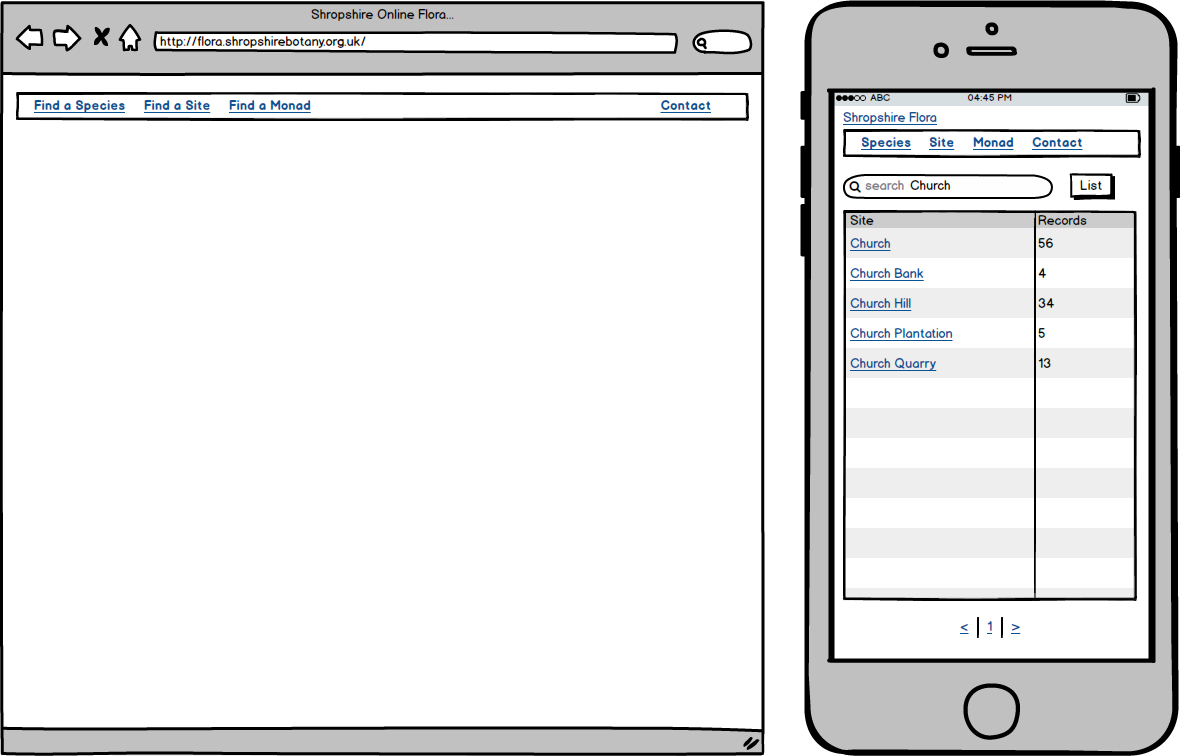 Shropshire Online Flora...
http://flora.shropshirebotany.org.uk/
Find a Species Find a Site Find a Monad Contact
ABC 04:45 PM
Shropshire Flora
Species Site Monad Contact
search Church List
Site Records
Church 56
Church Bank 4
Church Hill 34
Church Plantation 5
Church Quarry 13
< | 1 | >